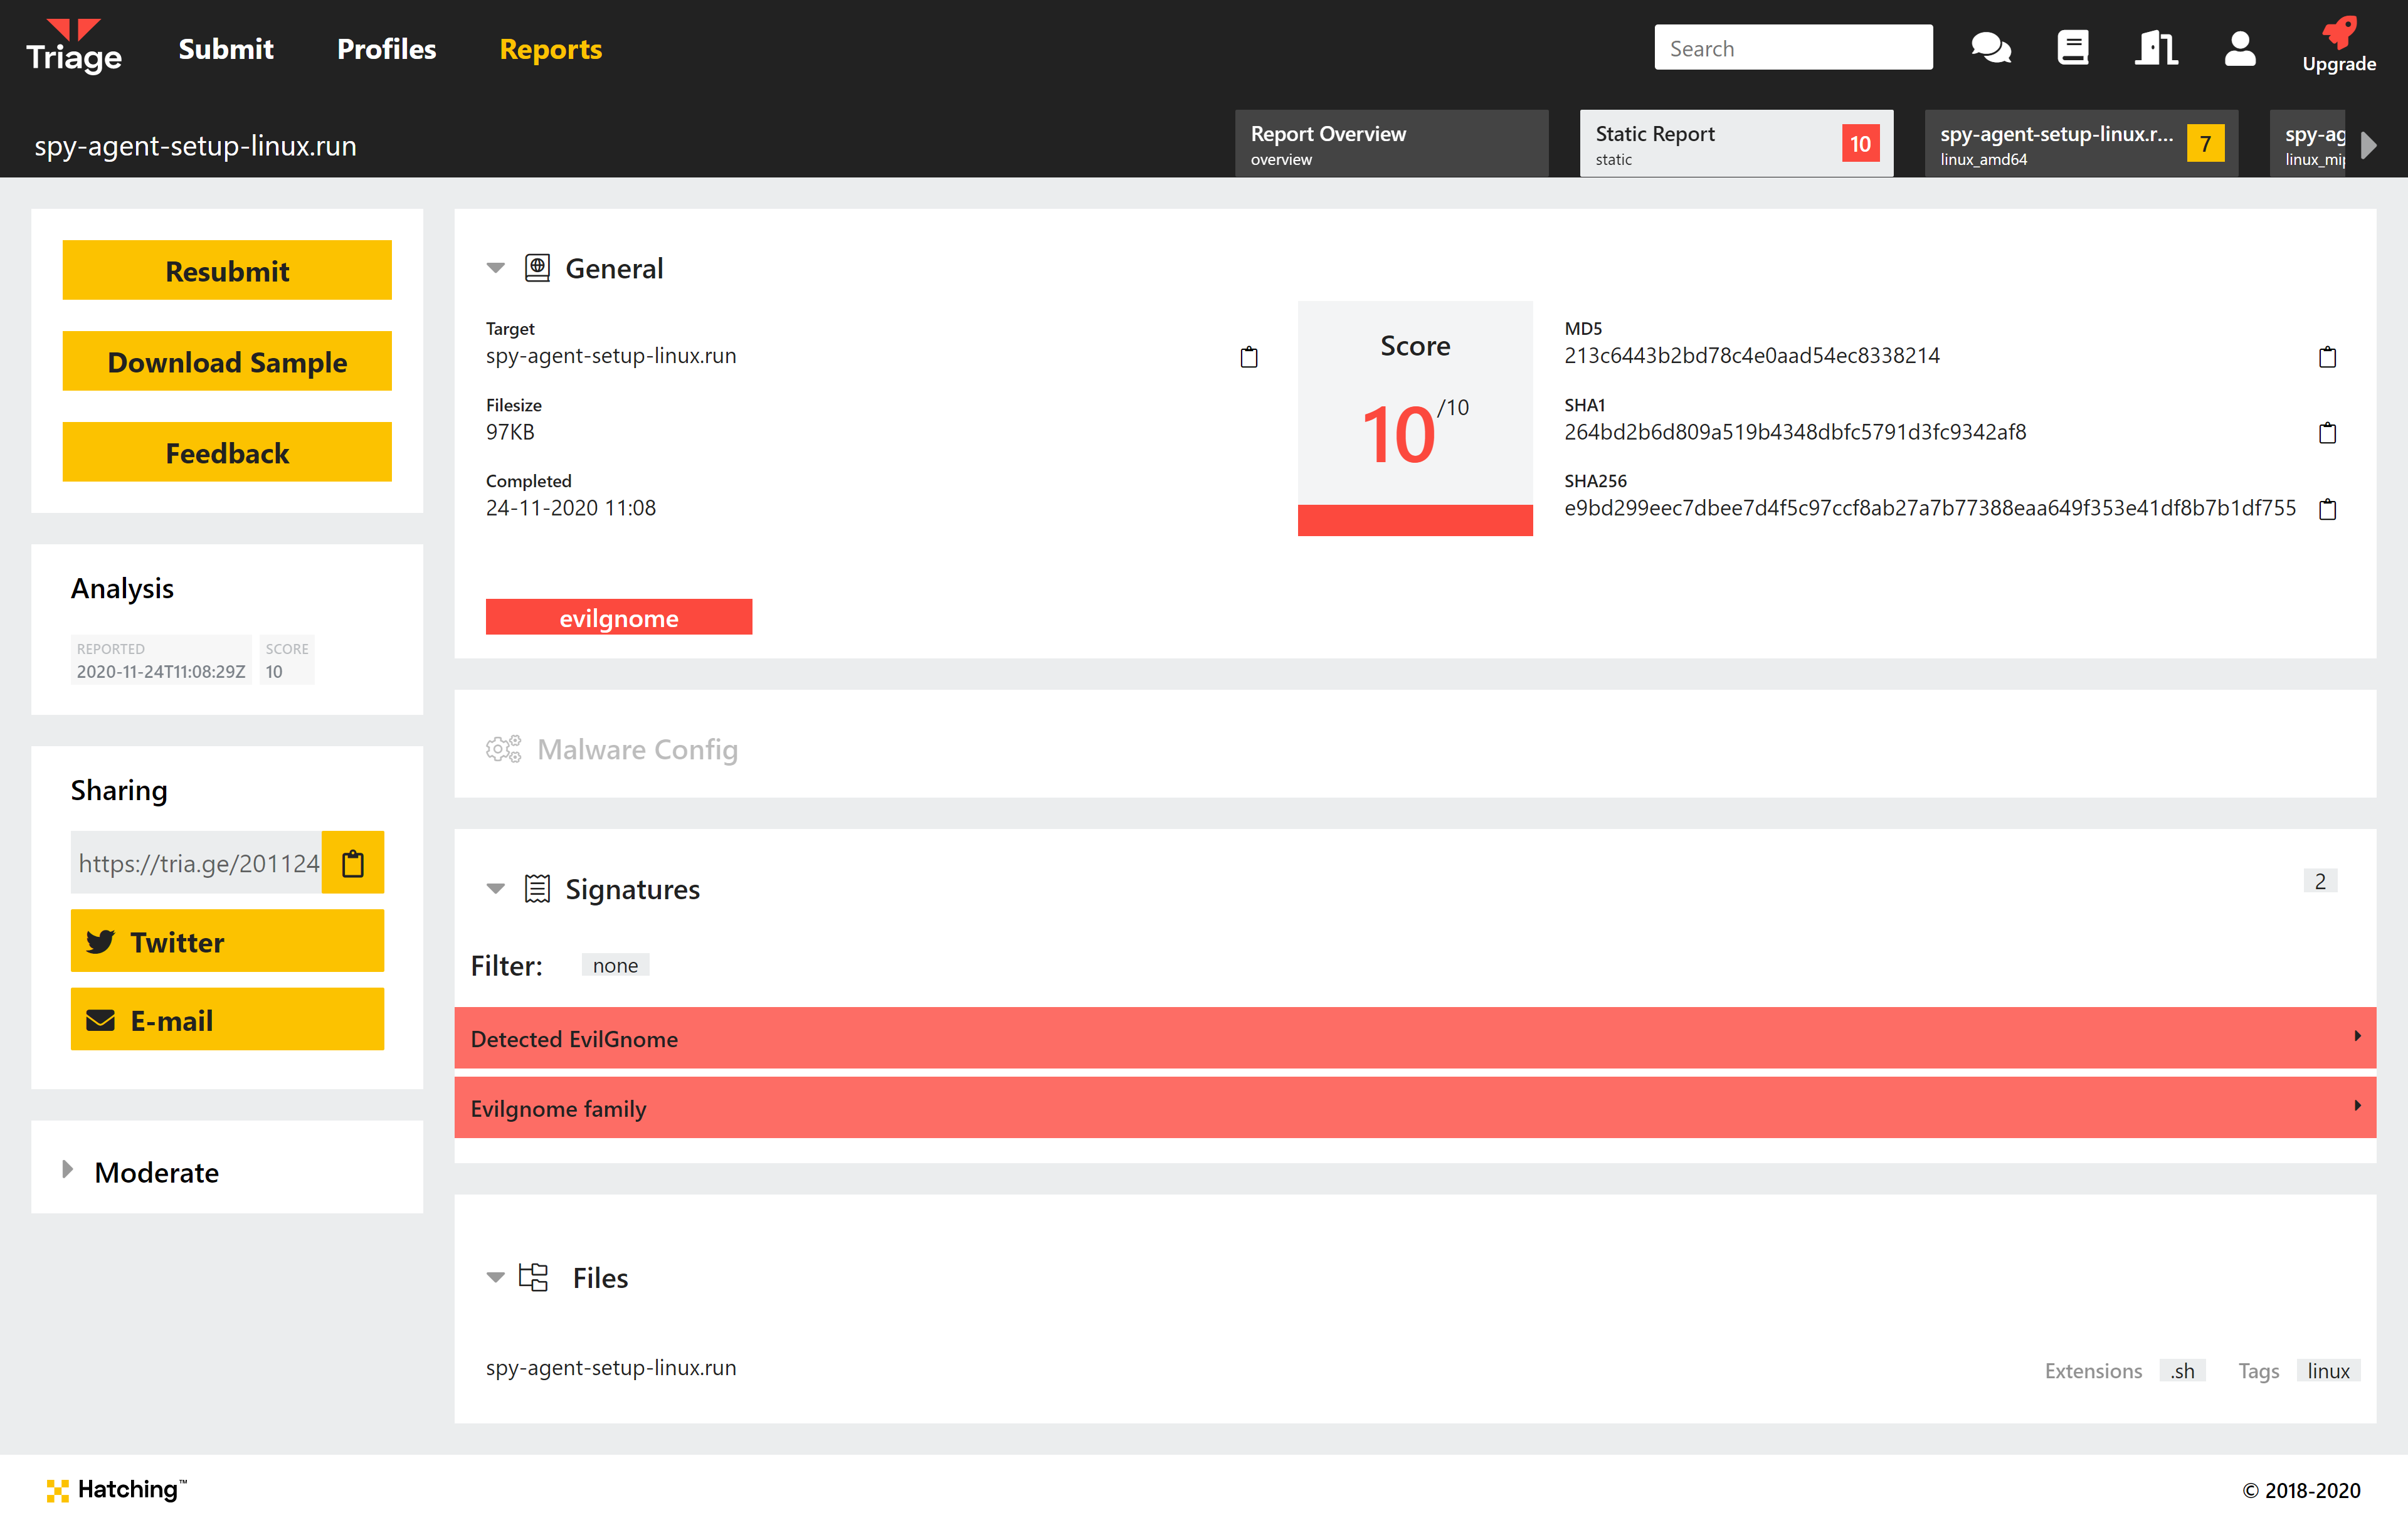 Triage
Submit
Profiles
Reports
Search
Upgrade
spy-agent-setup-linux.run
Report Overview
overview
Static Report
static
10
spy-agent-setup-linux.r...
linux_amd64
7
spy-ag
linux_mip
Resubmit
Download Sample
Feedback
Analysis
REPORTED
2020-11-24T11:08:29Z
SCORE
10
Sharing
https://tria.ge/201124
Twitter
E-mail
Moderate
General
Target
spy-agent-setup-linux.run
Filesize
97KB
Completed
24-11-2020 11:08
Score
10/10
MD5
213c6443b2bd78c4e0aad54ec8338214
SHA1
264bd2b6d809a519b4348dbfc5791d3fc9342af8
SHA256
e9bd299eec7dbee7d4f5c97ccf8ab27a7b77388eaa649f353e41df8b7b1df755
evilgnome
Malware Config
Signatures
2
Filter: none
Detected EvilGnome
Evilgnome family
Files
spy-agent-setup-linux.run
Extensions .sh Tags linux
Hatching™
© 2018-2020